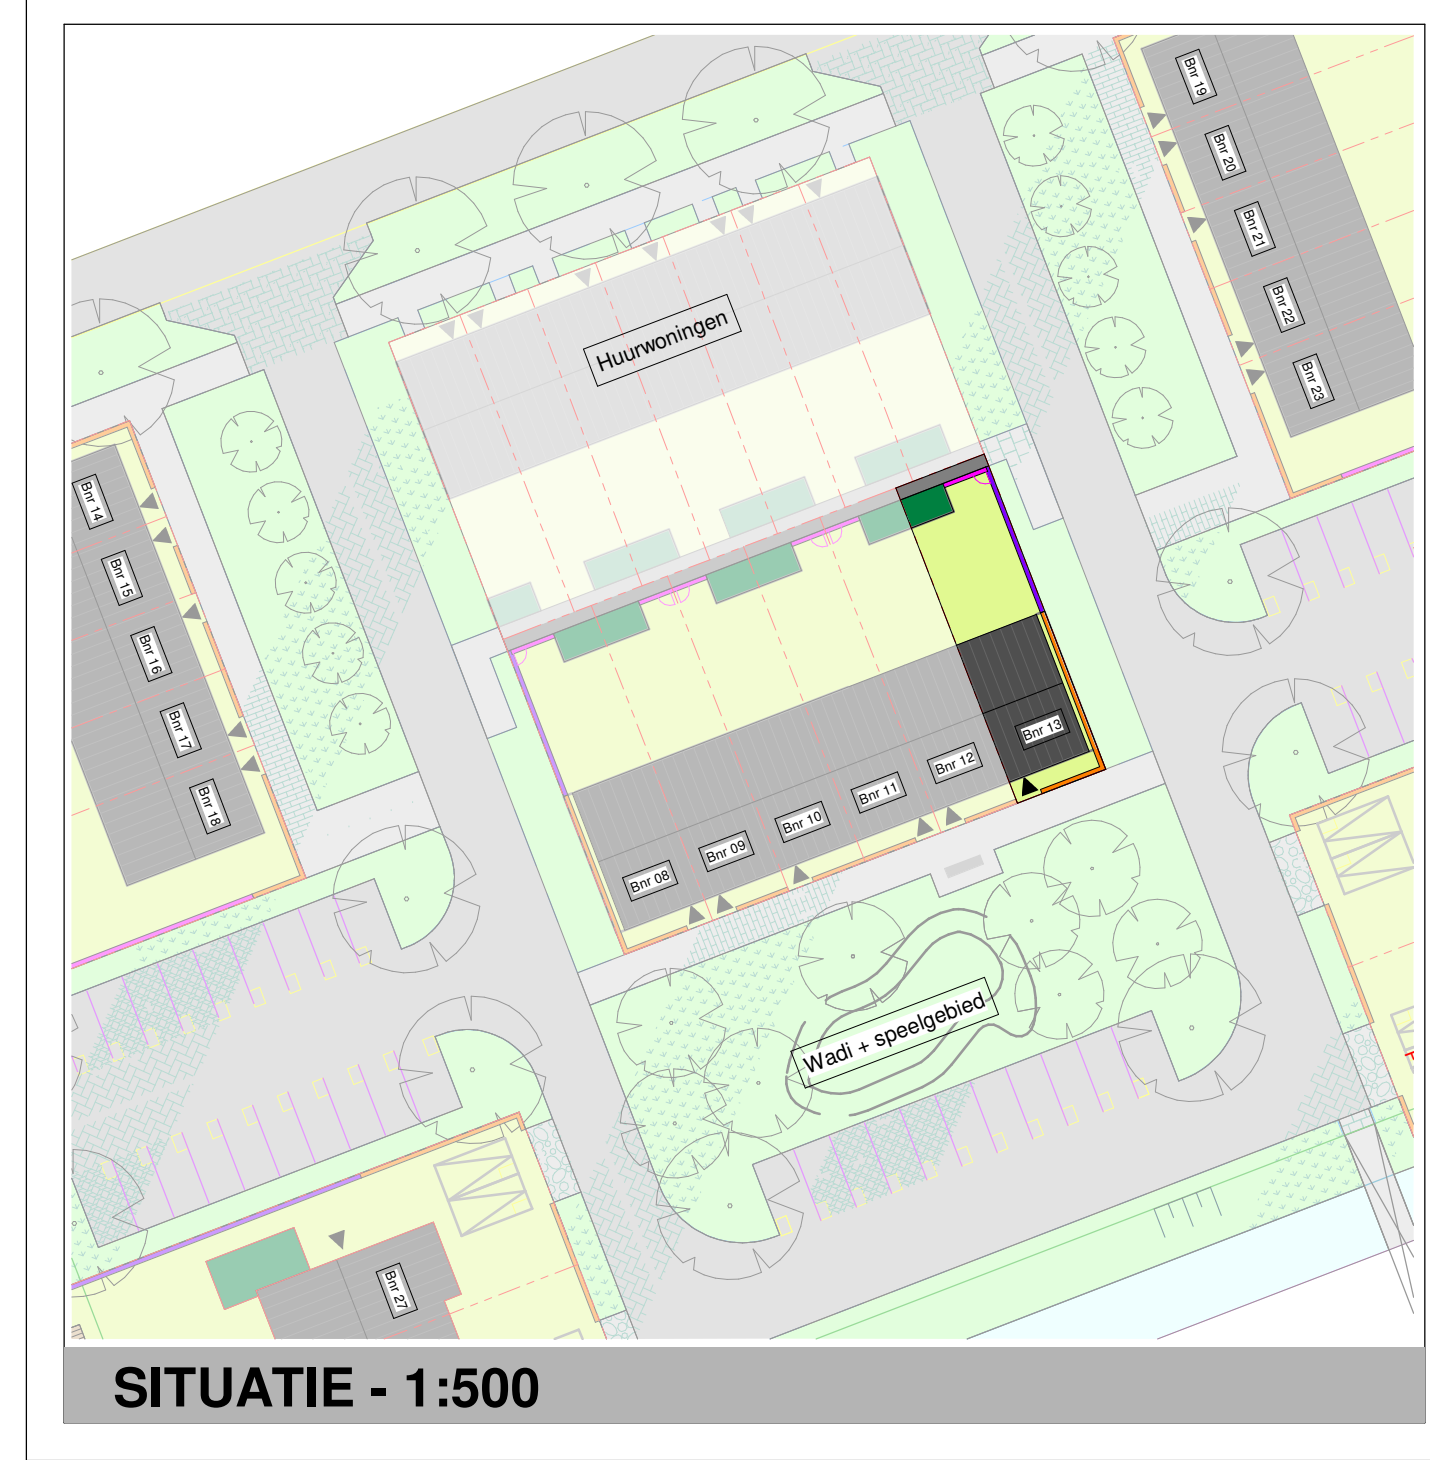 Bnr 19
Bnr 20
Bnr 21
Bnr 22
Bnr 23
Huurwoningen
Bnr 14
Bnr 15
Bnr 16
Bnr 17
Bnr 18
Bnr 08
Bnr 09
Bnr 10
Bnr 11
Bnr 12
Bnr 13
Wadi + speelgebied
Bnr 27
SITUATIE - 1:500